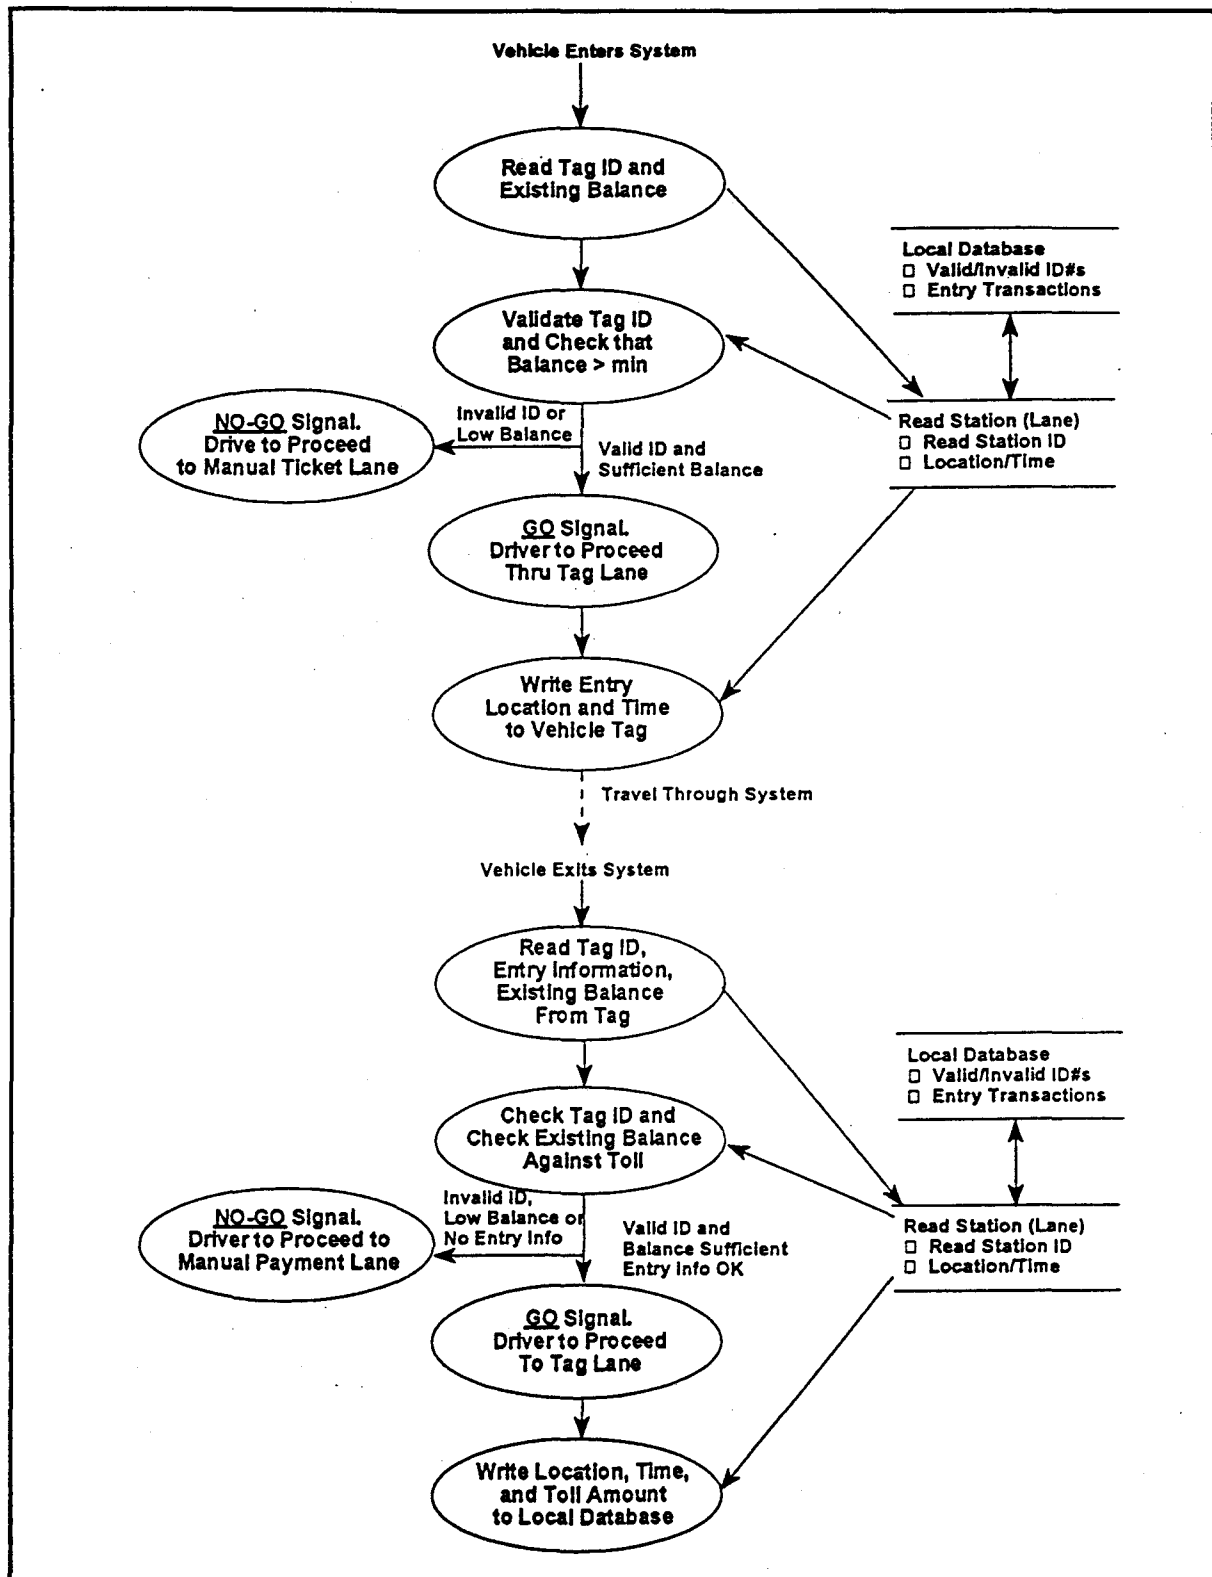 Vehicle Enters System
Read Tag ID and
Existing Balance
Local Database
□ Valid/Invalid ID#s
□ Entry Transactions
Validate Tag ID
and Check that
Balance > min
Invalid ID or
Low Balance
NO-GO Signal.
Drive to Proceed
to Manual Ticket Lane
Valid ID and
Sufficient Balance
Read Station (Lane)
□ Read Station ID
□ Location/Time
GO Signal.
Driver to Proceed
Thru Tag Lane
Write Entry
Location and Time
to Vehicle Tag
Travel Through System
Vehicle Exits System
Read Tag ID,
Entry Information,
Existing Balance
From Tag
Local Database
□ Valid/Invalid ID#s
□ Entry Transactions
Check Tag ID and
Check Existing Balance
Against Toll
Invalid ID,
Low Balance or
No Entry Info
NO-GO Signal.
Driver to Proceed to
Manual Payment Lane
Valid ID and
Balance Sufficient
Entry Info OK
Read Station (Lane)
□ Read Station ID
□ Location/Time
GO Signal.
Driver to Proceed
To Tag Lane
Write Location, Time,
and Toll Amount
to Local Database